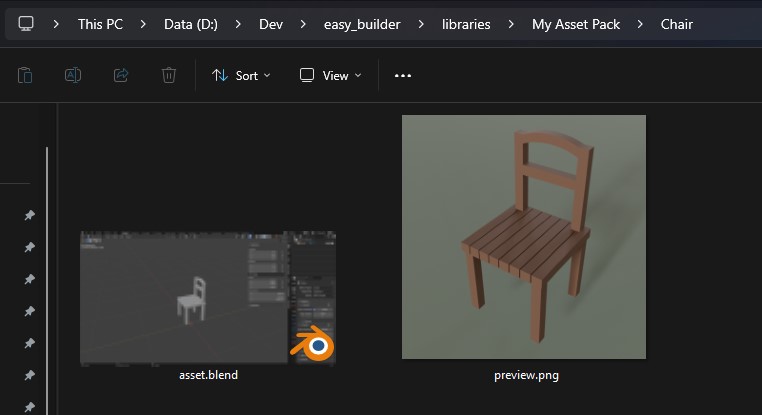 This PC > Data (D:) > Dev > easy_builder > libraries > My Asset Pack > Chair
Sort View ...
asset.blend preview.png